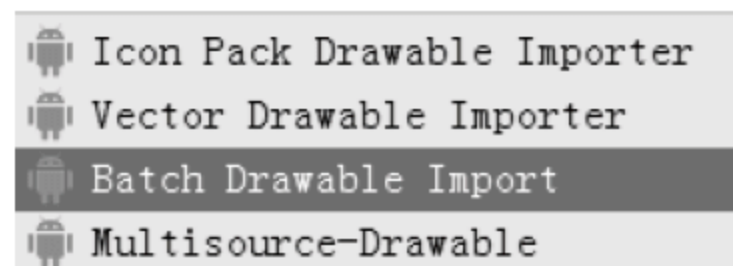 Icon Pack Drawable Importer
Vector Drawable Importer
Batch Drawable Import
Multisource-Drawable